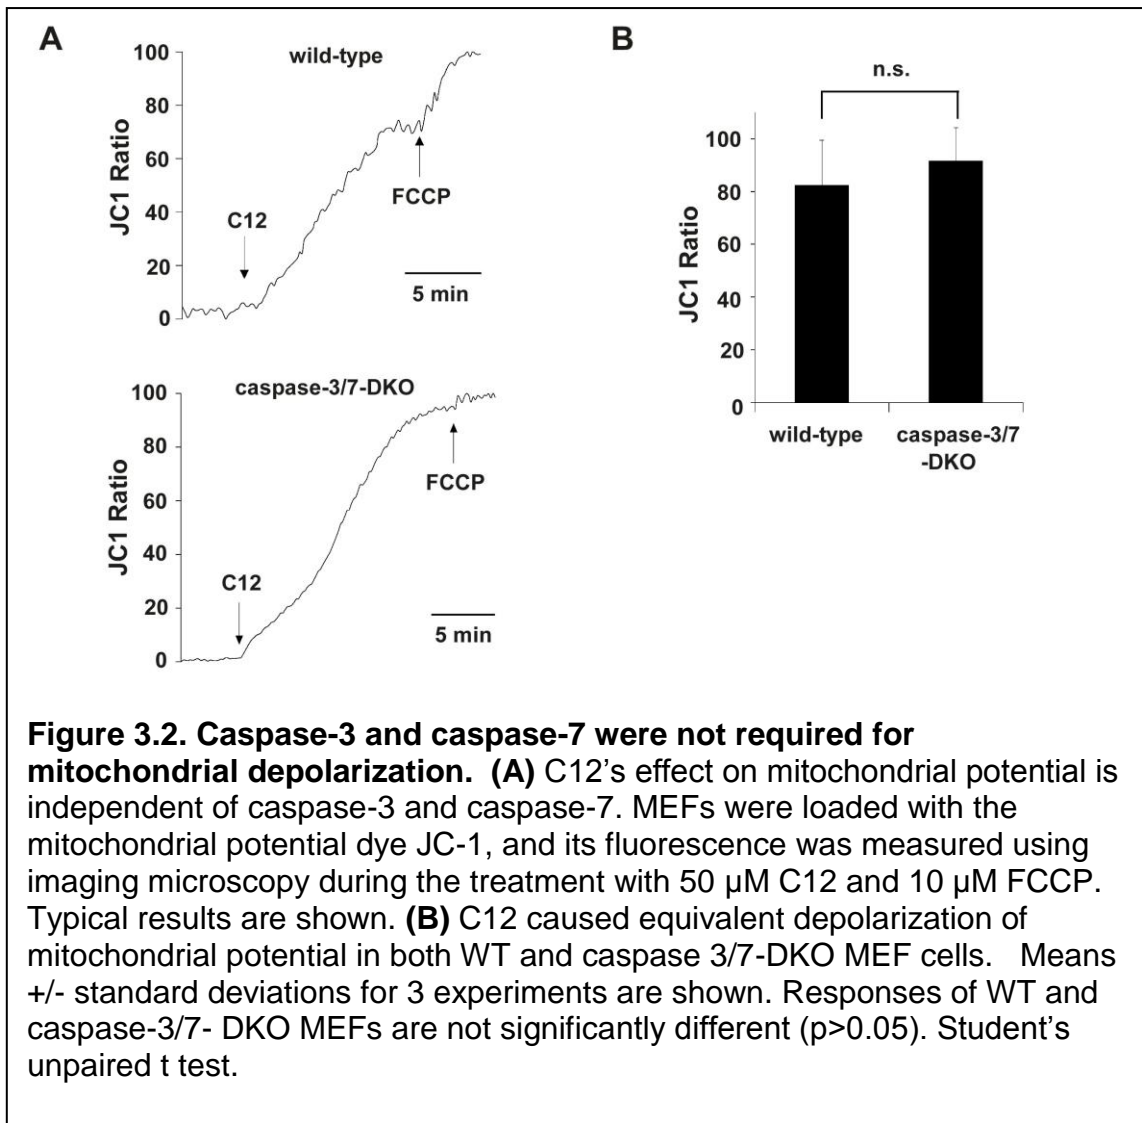 A
wild-type
100
80
60
40
20
0
JC1 Ratio
C12
FCCP
5 min
caspase-3/7-DKO
100
80
60
40
20
0
JC1 Ratio
C12
FCCP
5 min
B
n.s.
100
80
60
40
20
0
JC1 Ratio
wild-type
caspase-3/7
-DKO
Figure 3.2. Caspase-3 and caspase-7 were not required for
mitochondrial depolarization. (A) C12’s effect on mitochondrial potential is
independent of caspase-3 and caspase-7. MEFs were loaded with the
mitochondrial potential dye JC-1, and its fluorescence was measured using
imaging microscopy during the treatment with 50 µM C12 and 10 µM FCCP.
Typical results are shown. (B) C12 caused equivalent depolarization of
mitochondrial potential in both WT and caspase 3/7-DKO MEF cells. Means
+/- standard deviations for 3 experiments are shown. Responses of WT and
caspase-3/7- DKO MEFs are not significantly different (p>0.05). Student’s
unpaired t test.